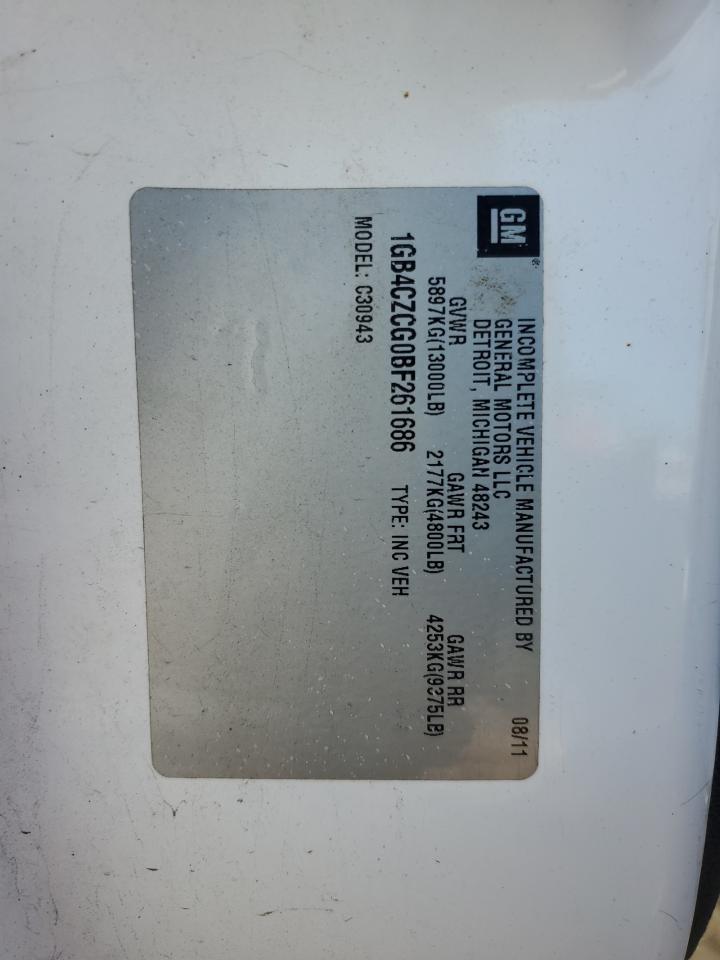 GM®
INCOMPLETE VEHICLE MANUFACTURED BY
GENERAL MOTORS LLC 08/11
DETROIT, MICHIGAN 48243
GVWR GAWR FRT GAWR RR
5897KG(13000LB) 2177KG(4800LB) 4253KG(9375LB)
1GB4CZCG0BF261686 TYPE: INC VEH
MODEL: C30943